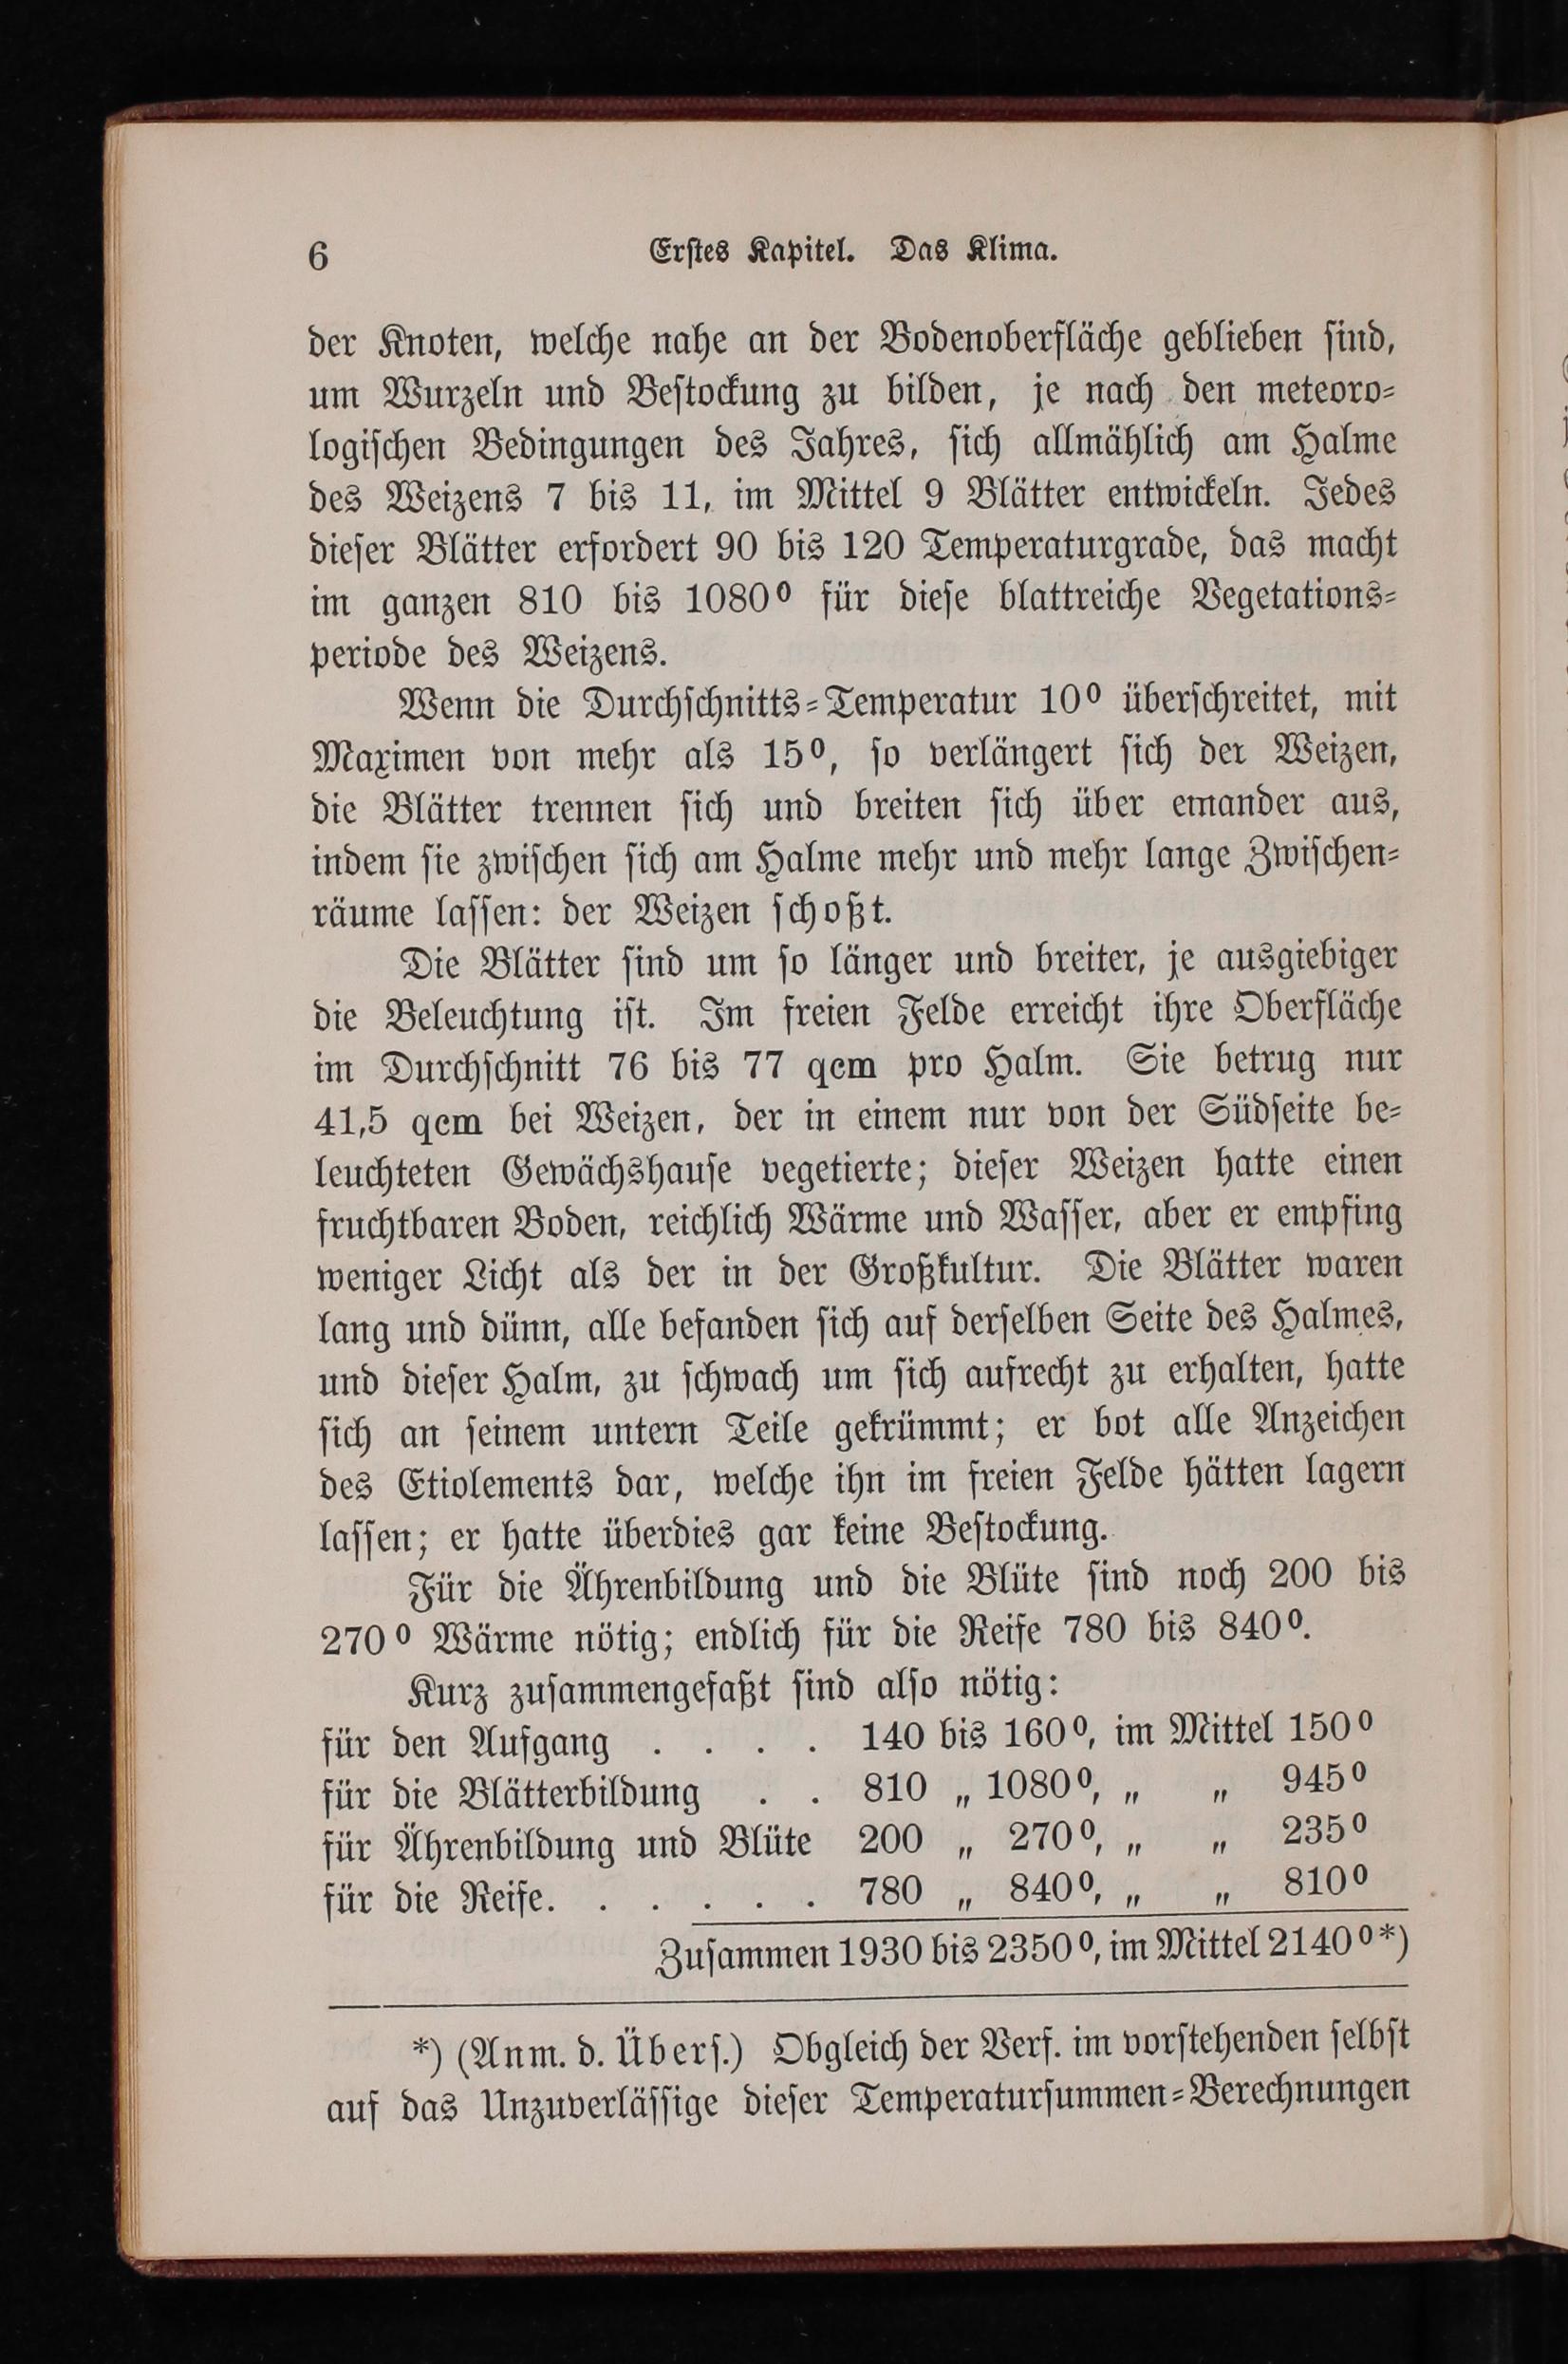 6 Erſtes Kapitel. Das Klima.
der Knoten, welche nahe an der Bodenoberfläche geblieben ſind,
um Wurzeln und Beſtockung zu bilden, je nach den meteoro⸗
logiſchen Bedingungen des Jahres, ſich allmählich am Halme
des Weizens 7 bis 11, im Mittel 9 Blätter entwickeln. Jedes
dieſer Blätter erfordert 90 bis 120 Temperaturgrade, das macht
im ganzen 810 bis 1080⁰ für dieſe blattreiche Vegetations⸗
periode des Weizens.
Wenn die Durchſchnitts⸗Temperatur 10⁰ überſchreitet, mit
Maximen von mehr als 15⁰, ſo verlängert ſich der Weizen,
die Blätter trennen ſich und breiten ſich über emander aus,
indem ſie zwiſchen ſich am Halme mehr und mehr lange Zwiſchen⸗
räume laſſen: der Weizen ſchoßt.
Die Blätter ſind um ſo länger und breiter, je ausgiebiger
die Beleuchtung iſt. Im freien Felde erreicht ihre Oberfläche
im Durchſchnitt 76 bis 77 qcm pro Halm. Sie betrug nur
41,5 qcm bei Weizen, der in einem nur von der Südſeite be⸗
leuchteten Gewächshauſe vegetierte; dieſer Weizen hatte einen
fruchtbaren Boden, reichlich Wärme und Waſſer, aber er empfing
weniger Licht als der in der Großkultur. Die Blätter waren
lang und dünn, alle befanden ſich auf derſelben Seite des Halmes,
und dieſer Halm, zu ſchwach um ſich aufrecht zu erhalten, hatte
ſich an ſeinem untern Teile gekrümmt; er bot alle Anzeichen
des Etiolements dar, welche ihn im freien Felde hätten lagern
laſſen; er hatte überdies gar keine Beſtockung.
Für die Ährenbildung und die Blüte ſind noch 200 bis
270⁰ Wärme nötig; endlich für die Reife 780 bis 840⁰.
Kurz zuſammengefaßt ſind alſo nötig:
für den Aufgang . . . . 140 bis 160⁰, im Mittel 150⁰
für die Blätterbildung . . 810 „ 1080⁰, „ „ 945⁰
für Ährenbildung und Blüte 200 „ 270⁰, „ „ 235⁰
für die Reife. . . . . . 780 „ 840⁰, „ „ 810⁰
Zuſammen 1930 bis 2350⁰, im Mittel 2140⁰*)
*) (Anm. d. Überſ.) Obgleich der Verf. im vorſtehenden ſelbſt
auf das Unzuverläſſige dieſer Temperaturſummen⸗Berechnungen